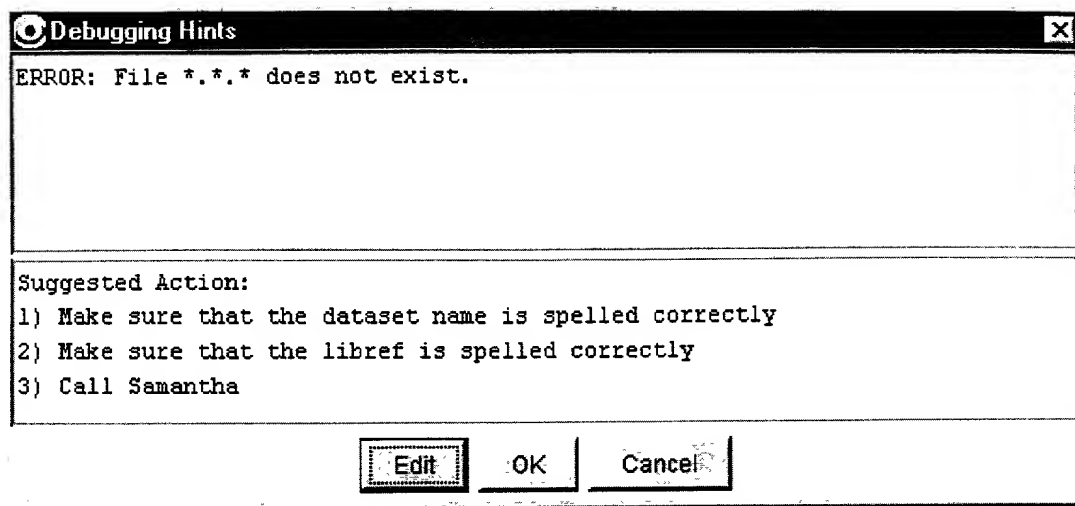 Debugging Hints
ERROR: File *.*.* does not exist.
Suggested Action:
1) Make sure that the dataset name is spelled correctly
2) Make sure that the libref is spelled correctly
3) Call Samantha
Edit OK Cancel